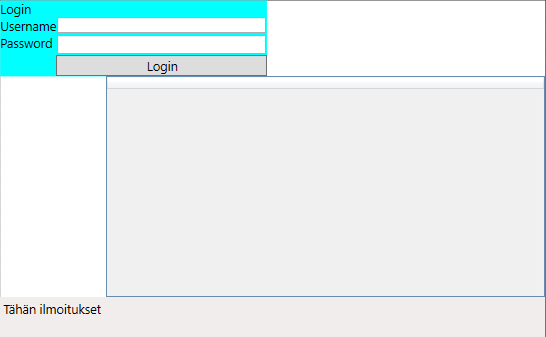 Login
Username
Password
Login
Tähän ilmoitukset